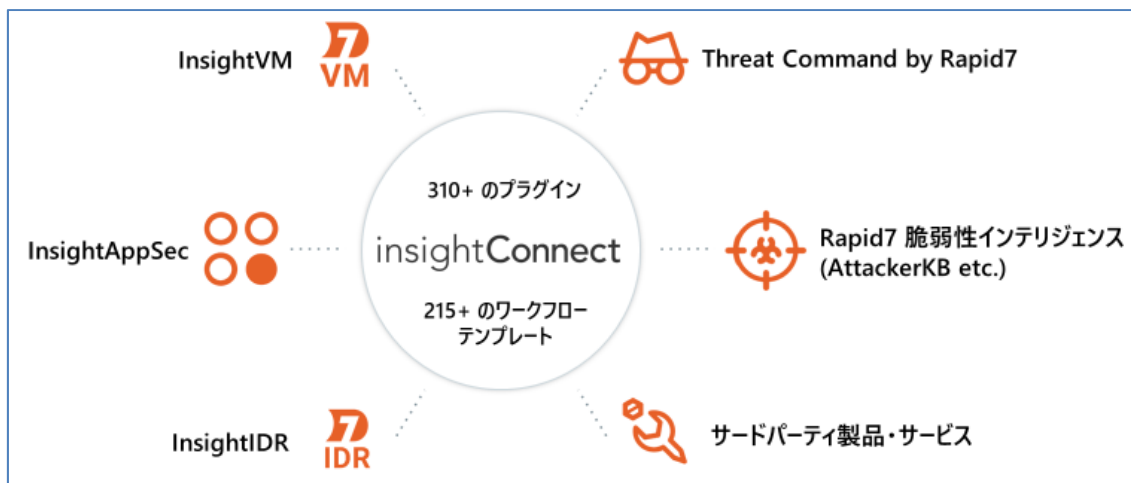 InsightVM
VM
Threat Command by Rapid7
310+ のプラグイン
InsightAppSec
insightConnect
Rapid7 脆弱性インテリジェンス
(AttackerKB etc.)
215+ のワークフロー
テンプレート
InsightIDR
IDR
サードパーティ製品・サービス